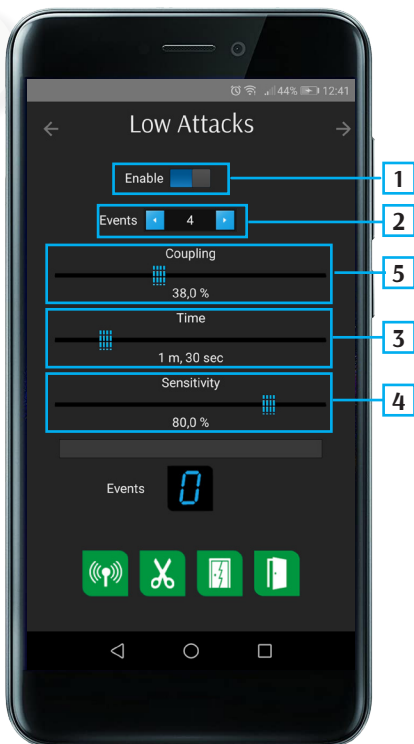 44% 12:41
Low Attacks
Enable
1
Events 4
2
Coupling
38,0 %
5
Time
1 m, 30 sec
3
Sensitivity
80,0 %
4
Events 0